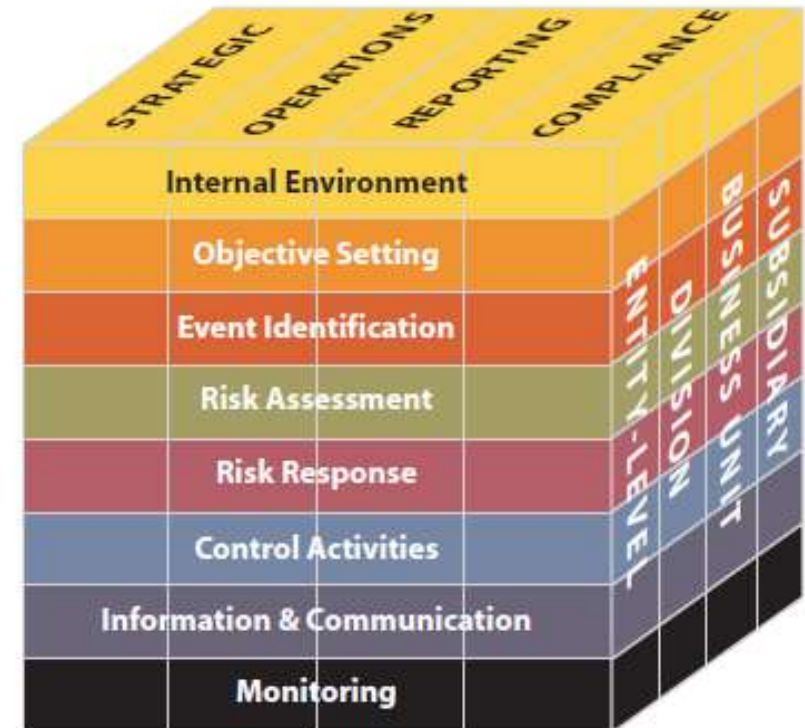 STRATEGIC
OPERATIONS
REPORTING
COMPLIANCE
Internal Environment
Objective Setting
Event Identification
Risk Assessment
Risk Response
Control Activities
Information & Communication
Monitoring
ENTITY-LEVEL
DIVISION
BUSINESS UNIT
SUBSIDIARY